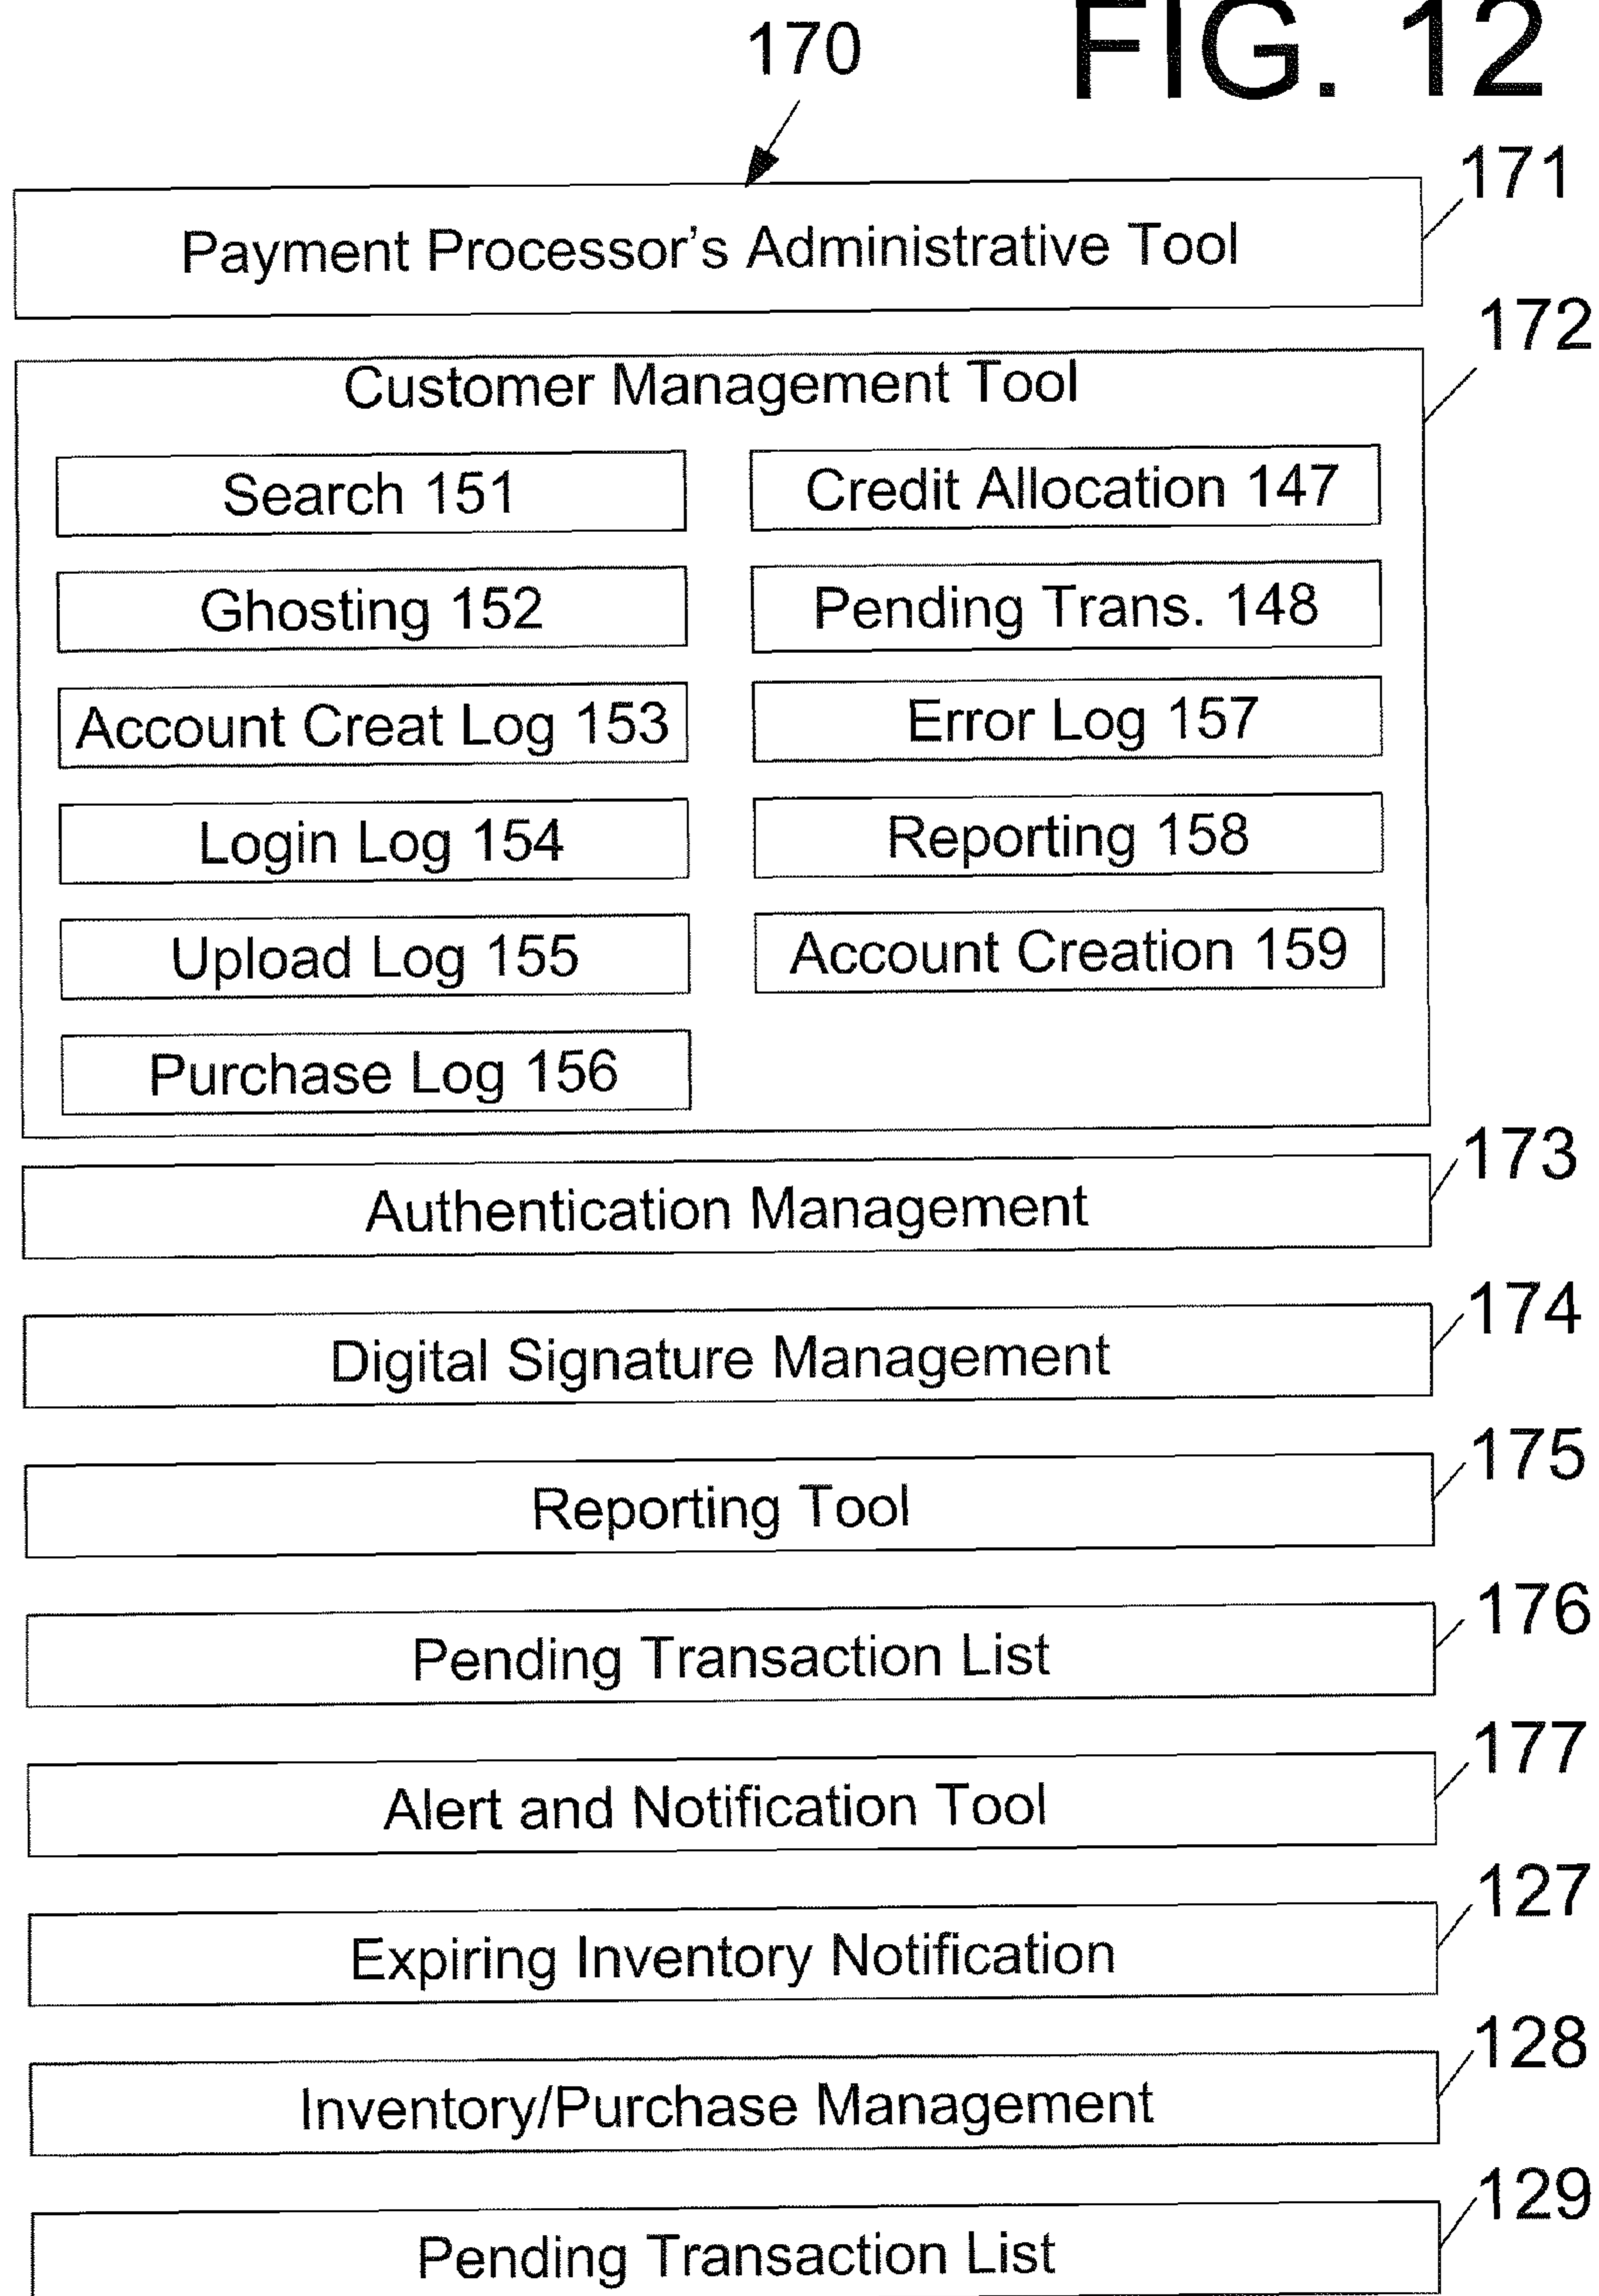 FIG. 12
170
Payment Processor's Administrative Tool 171
172
Customer Management Tool
Search 151
Credit Allocation 147
Ghosting 152
Pending Trans. 148
Account Creat Log 153
Error Log 157
Login Log 154
Reporting 158
Upload Log 155
Account Creation 159
Purchase Log 156
Authentication Management 173
Digital Signature Management 174
Reporting Tool 175
Pending Transaction List 176
Alert and Notification Tool 177
Expiring Inventory Notification 127
Inventory/Purchase Management 128
Pending Transaction List 129